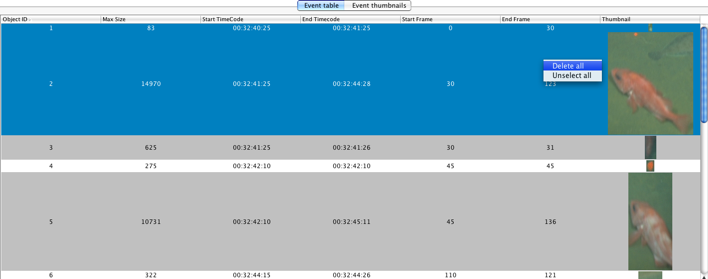 Event table Event thumbnails
Object ID Max Size Start TimeCode End Timecode Start Frame End Frame Thumbnail
1 83 00:32:40:25 00:32:41:25 0 30
Delete all
Unselect all
2 14970 00:32:41:25 00:32:44:28 30 123
3 625 00:32:41:25 00:32:41:26 30 31
4 275 00:32:42:10 00:32:42:10 45 45
5 10731 00:32:42:10 00:32:45:11 45 136
6 322 00:32:44:15 00:32:44:26 110 121